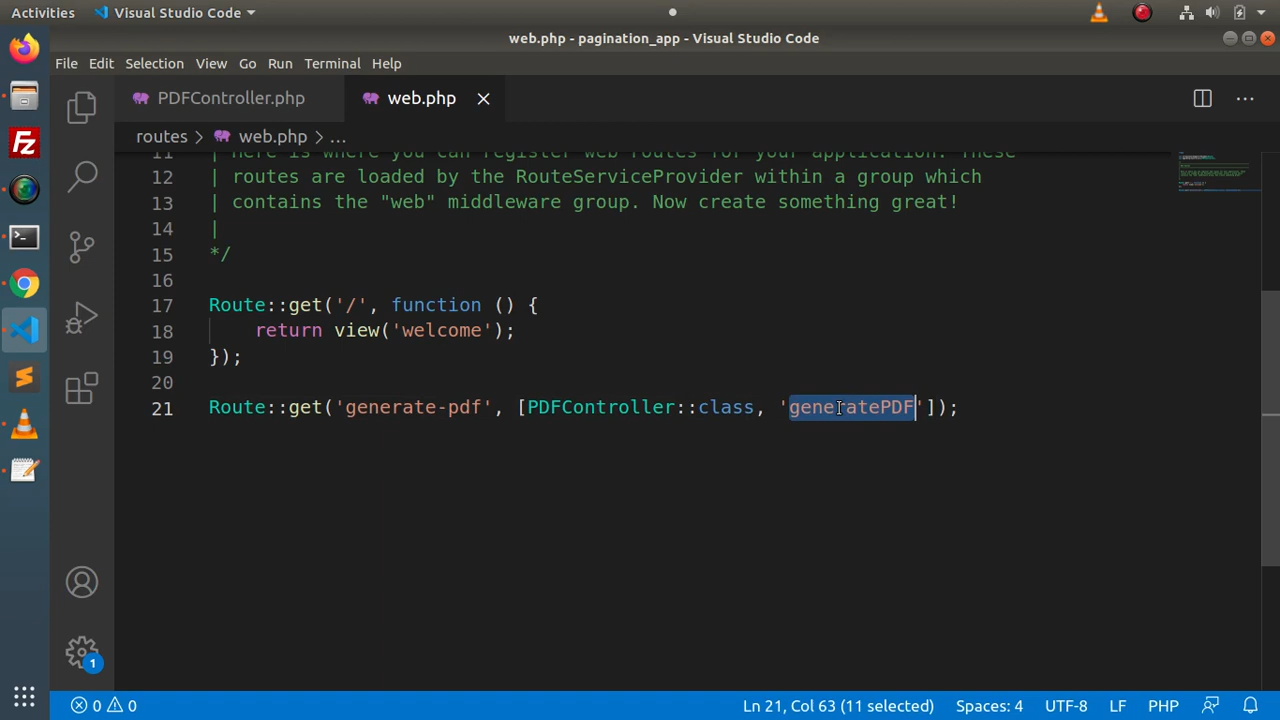 Activities
Visual Studio Code
web.php - pagination_app - Visual Studio Code
File Edit Selection View Go Run Terminal Help
PDFController.php
web.php
routes > web.php > ...
11 | Here is where you can register web routes for your application. These
12 | routes are loaded by the RouteServiceProvider within a group which
13 | contains the "web" middleware group. Now create something great!
14 |
15 */
16
17 Route::get('/', function () {
18 return view('welcome');
19 });
20
21 Route::get('generate-pdf', [PDFController::class, 'generatePDF']);
1
0 0 Ln 21, Col 63 (11 selected) Spaces: 4 UTF-8 LF PHP